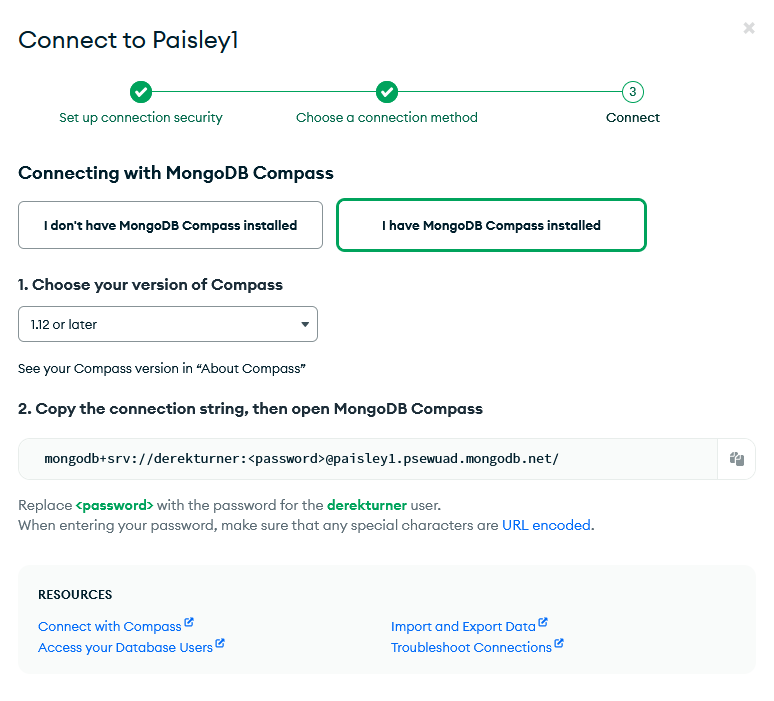 Connect to Paisley1
3
Set up connection security
Choose a connection method
Connect
Connecting with MongoDB Compass
I don't have MongoDB Compass installed
I have MongoDB Compass installed
1. Choose your version of Compass
1.12 or later
See your Compass version in “About Compass”
2. Copy the connection string, then open MongoDB Compass
mongodb+srv://derekturner:<password>@paisley1.psewuad.mongodb.net/
Replace <password> with the password for the derekturner user.
When entering your password, make sure that any special characters are URL encoded.
RESOURCES
Connect with Compass
Import and Export Data
Access your Database Users
Troubleshoot Connections